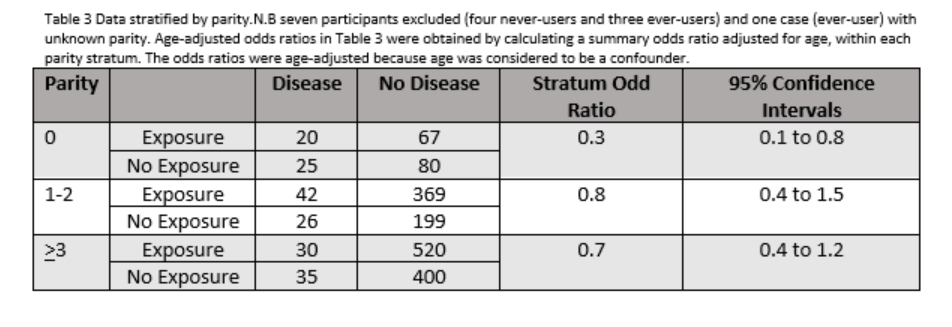 Table 3 Data stratified by parity.N.B seven participants excluded (four never-users and three ever-users) and one case (ever-user) with
unknown parity. Age-adjusted odds ratios in Table 3 were obtained by calculating a summary odds ratio adjusted for age, within each
parity stratum. The odds ratios were age-adjusted because age was considered to be a confounder.
Parity Disease No Disease Stratum Odd Ratio 95% Confidence Intervals
0 Exposure 20 67 0.3 0.1 to 0.8
No Exposure 25 80
1-2 Exposure 42 369 0.8 0.4 to 1.5
No Exposure 26 199
≥3 Exposure 30 520 0.7 0.4 to 1.2
No Exposure 35 400